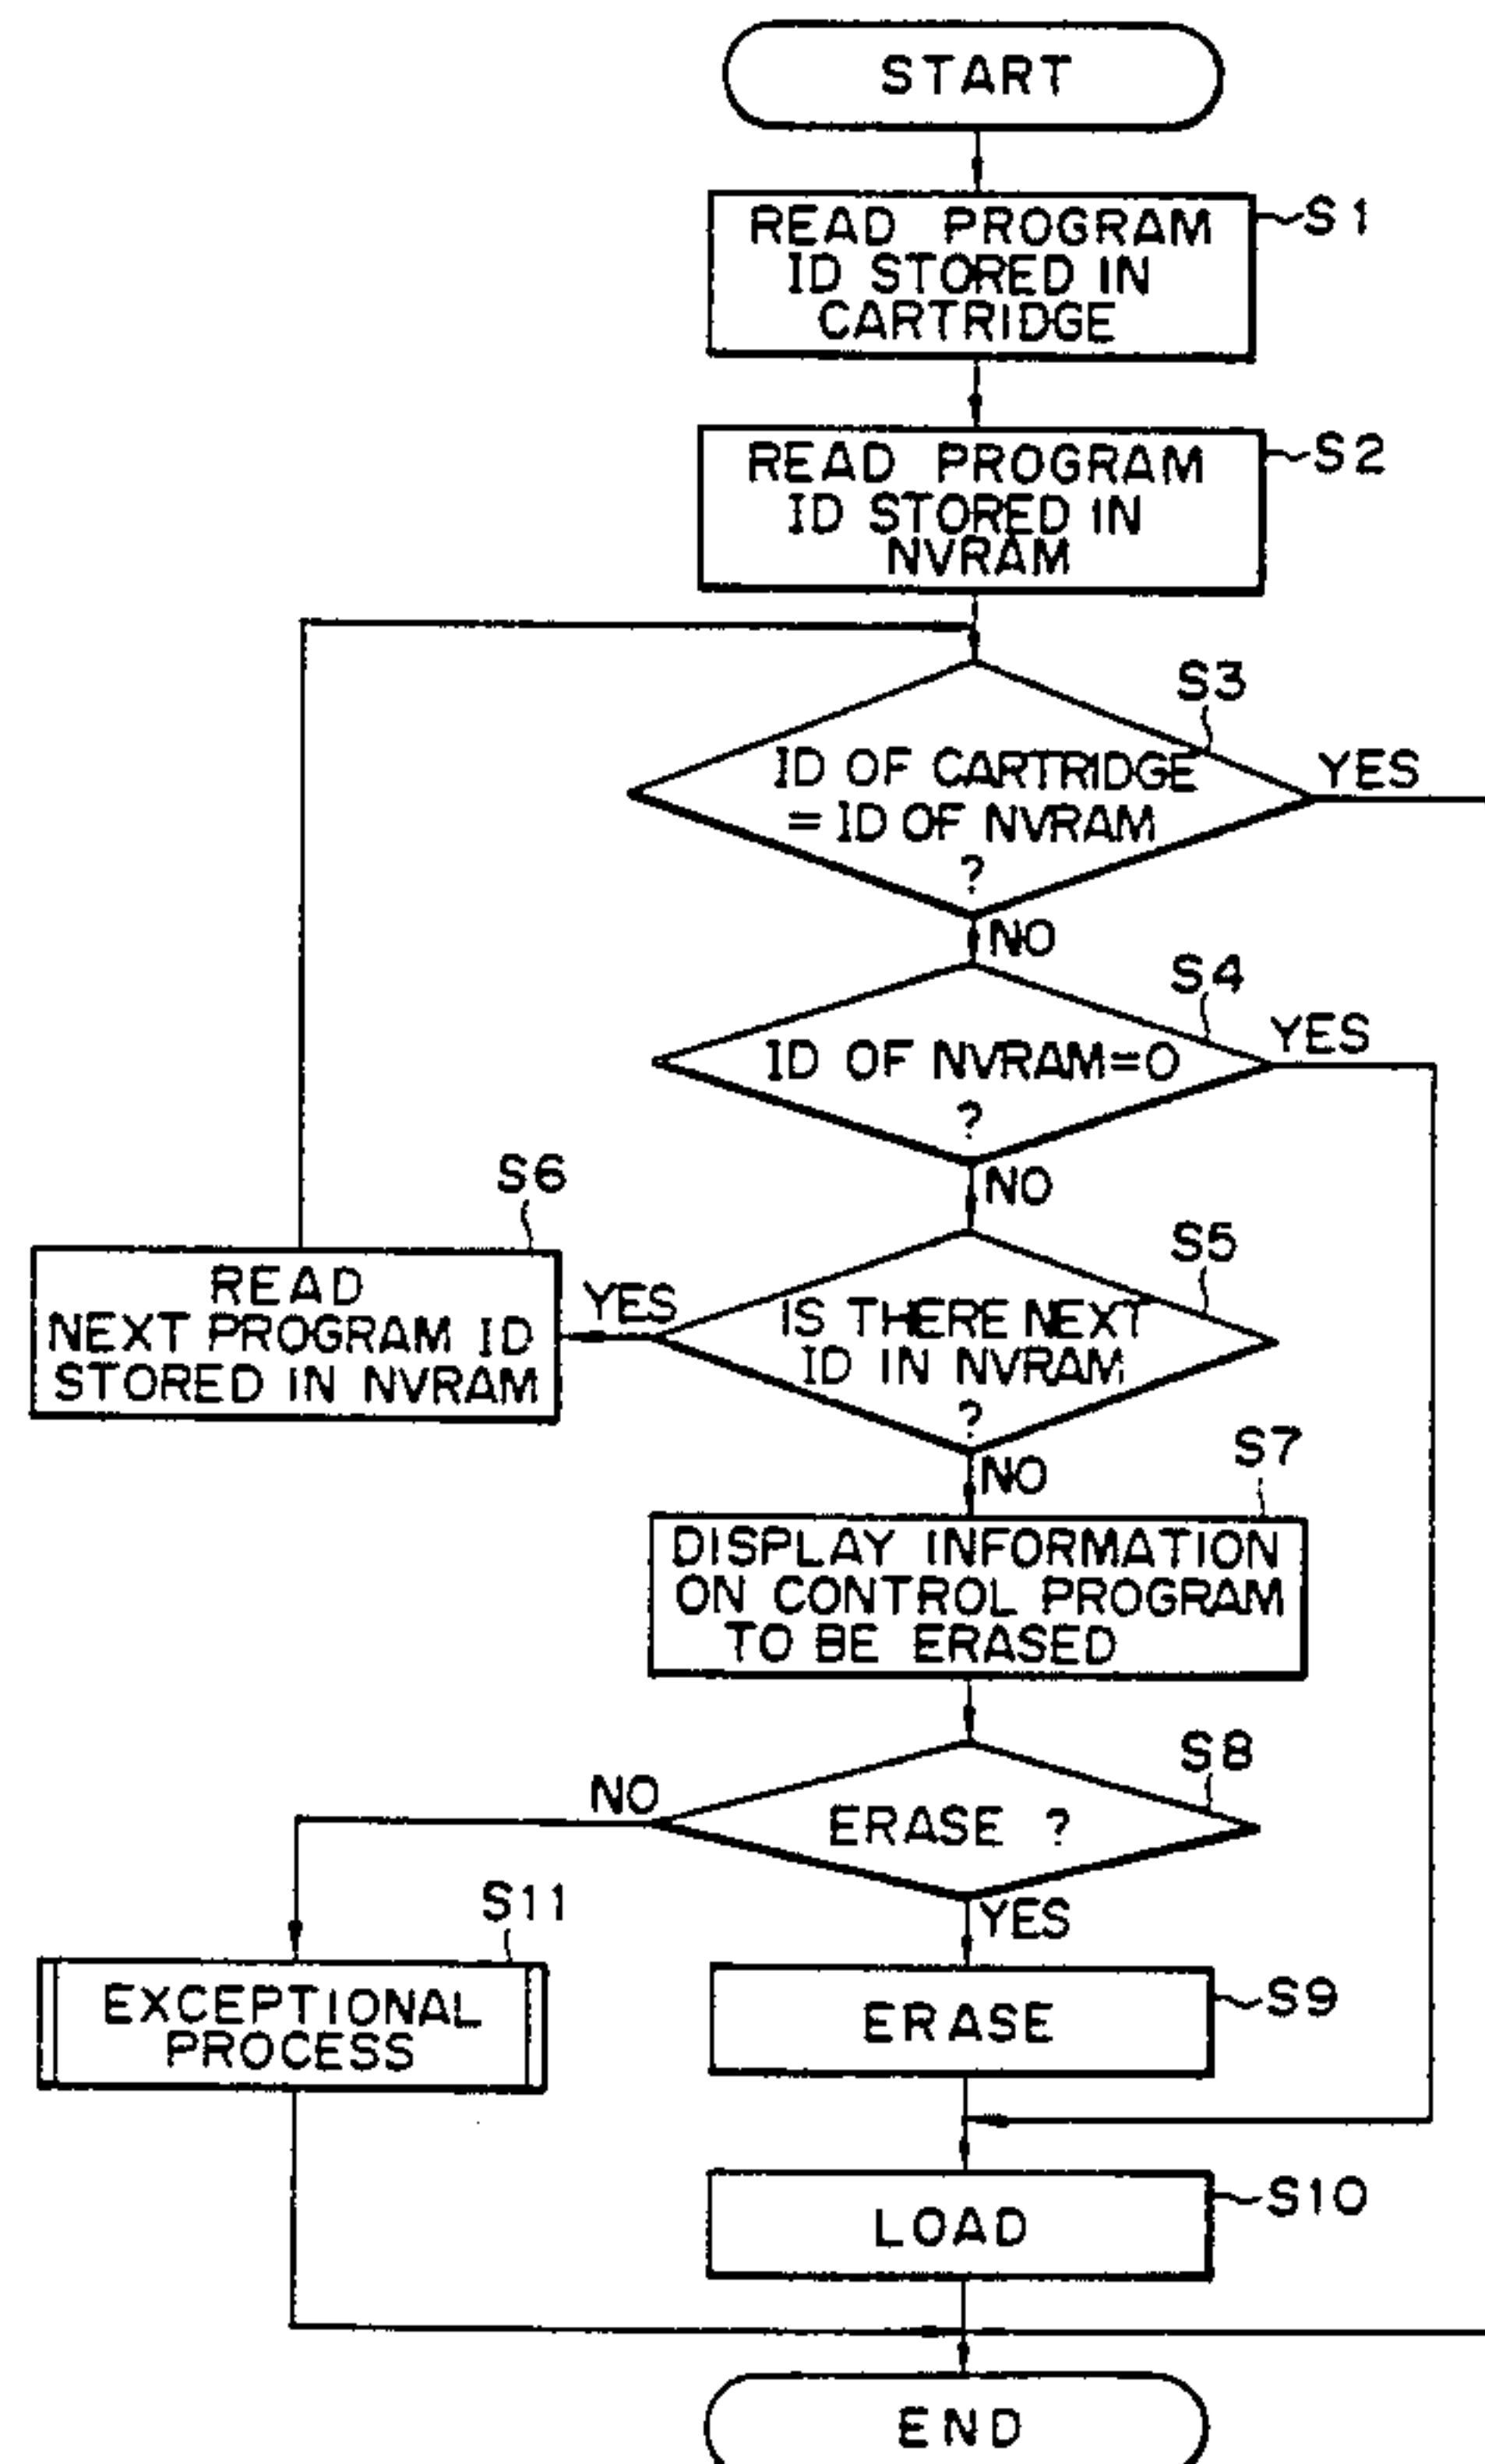 START
READ PROGRAM
ID STORED IN
CARTRIDGE
S1
READ PROGRAM
ID STORED IN
NVRAM
S2
S3
ID OF CARTRIDGE
= ID OF NVRAM
?
YES
NO
S4
ID OF NVRAM=0
?
YES
NO
S5
IS THERE NEXT
ID IN NVRAM
?
YES
S6
READ
NEXT PROGRAM ID
STORED IN NVRAM
NO
S7
DISPLAY INFORMATION
ON CONTROL PROGRAM
TO BE ERASED
S8
ERASE ?
NO
YES
S11
EXCEPTIONAL
PROCESS
ERASE
S9
LOAD
S10
END